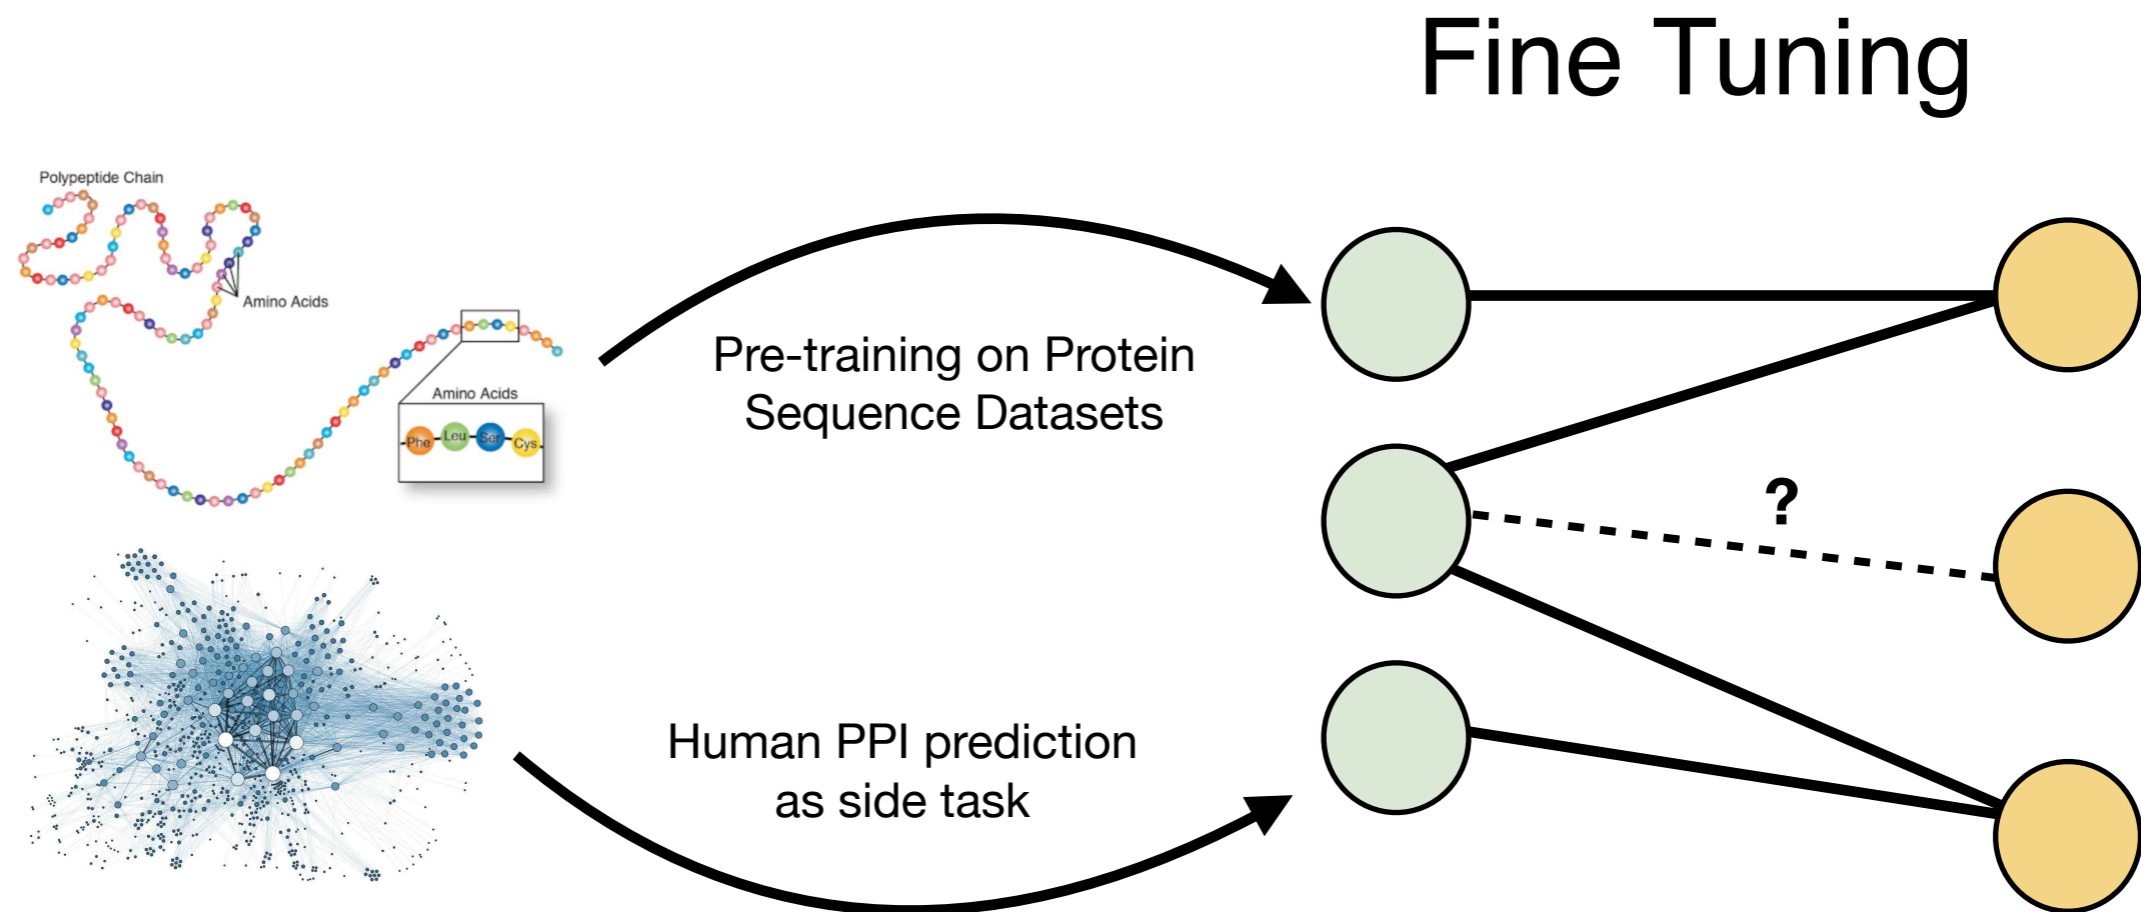 Fine Tuning
Polypeptide Chain
Amino Acids
Amino Acids
Phe
Leu
Ser
Cys
Pre-training on Protein
Sequence Datasets
?
Human PPI prediction
as side task